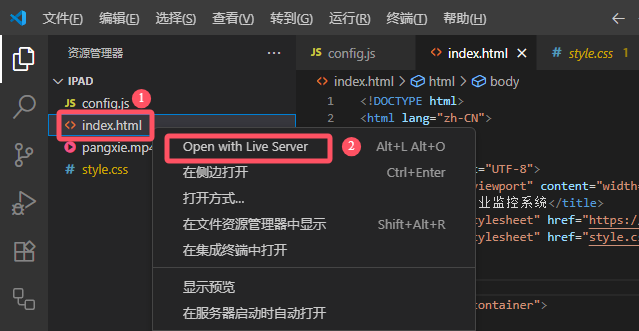 文件(F) 编辑(E) 选择(S) 查看(V) 转到(G) 运行(R) 终端(T) 帮助(H)
资源管理器 ...
config.js index.html style.css 1
index.html > html > body
IPAD
config.js 1
index.html
pangxie.mp4
style.css
1 <!DOCTYPE html>
2 <html lang="zh-CN">
Open with Live Server 2 Alt+L Alt+O
在侧边打开 Ctrl+Enter
打开方式...
在文件资源管理器中显示 Shift+Alt+R
在集成终端中打开
显示预览
在服务器启动时自动打开
"UTF-8">
viewport" content="width=
业监控系统</title>
stylesheet" href="https:/
stylesheet" href="style.c
container">